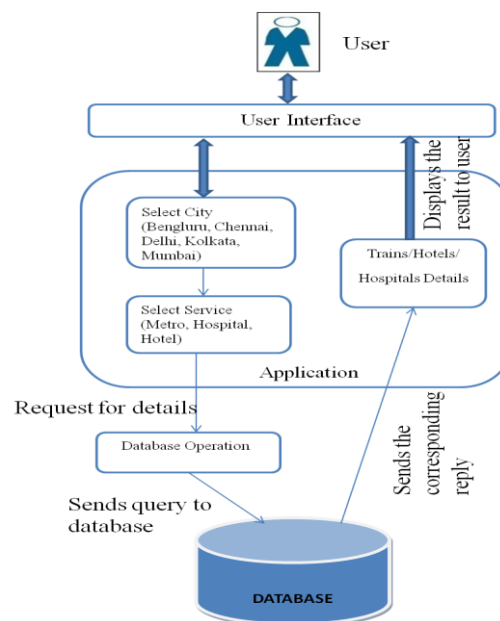 User
User Interface
Displays the
result to user
Select City
(Bengluru, Chennai,
Delhi, Kolkata,
Mumbai)
Trains/Hotels/
Hospitals Details
Select Service
(Metro, Hospital,
Hotel)
Application
Request for details
Sends the
corresponding
reply
Database Operation
Sends query to
database
DATABASE